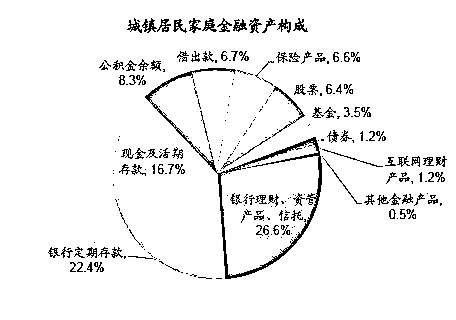 城镇居民家庭金融资产构成
借出款, 6.7%
保险产品, 6.6%
公积金余额,
8.3%
股票, 6.4%
基金, 3.5%
债券, 1.2%
现金及活期
存款, 16.7%
互联网理财
产品, 1.2%
银行理财、资管
产品、信托,
26.6%
其他金融产品,
0.5%
银行定期存款,
22.4%